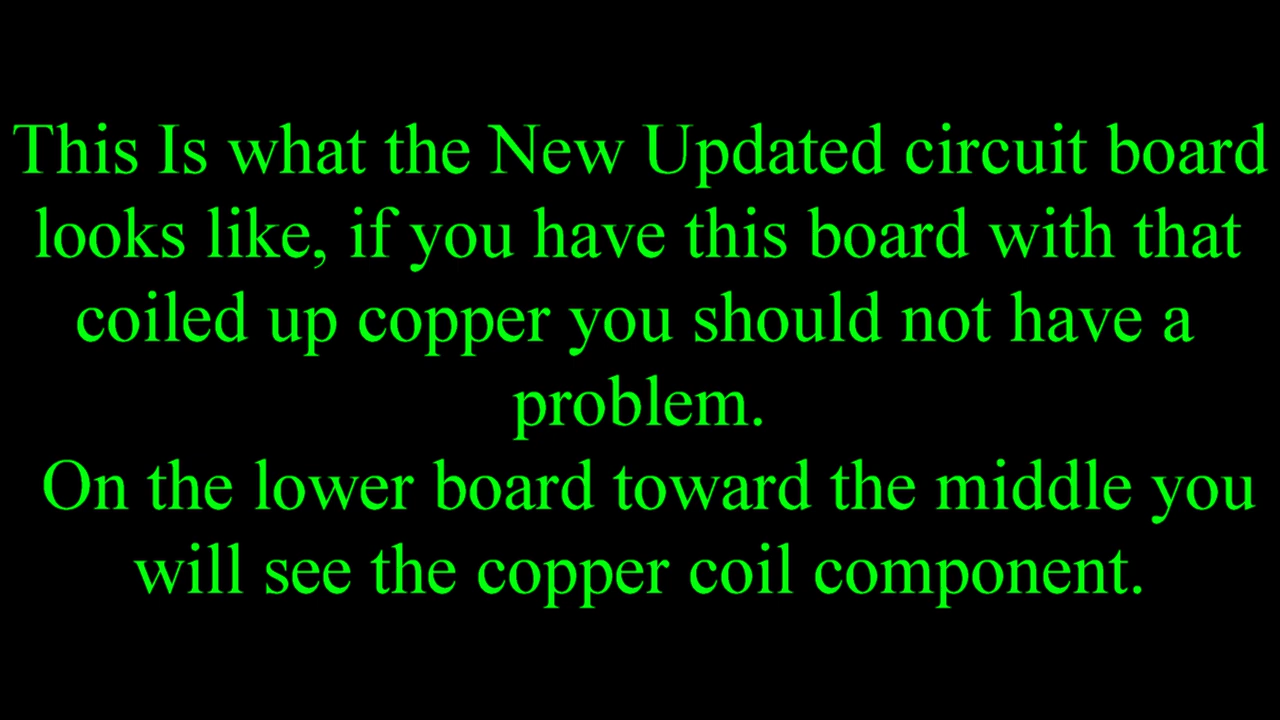 This Is what the New Updated circuit board
looks like, if you have this board with that
coiled up copper you should not have a
problem.
On the lower board toward the middle you
will see the copper coil component.